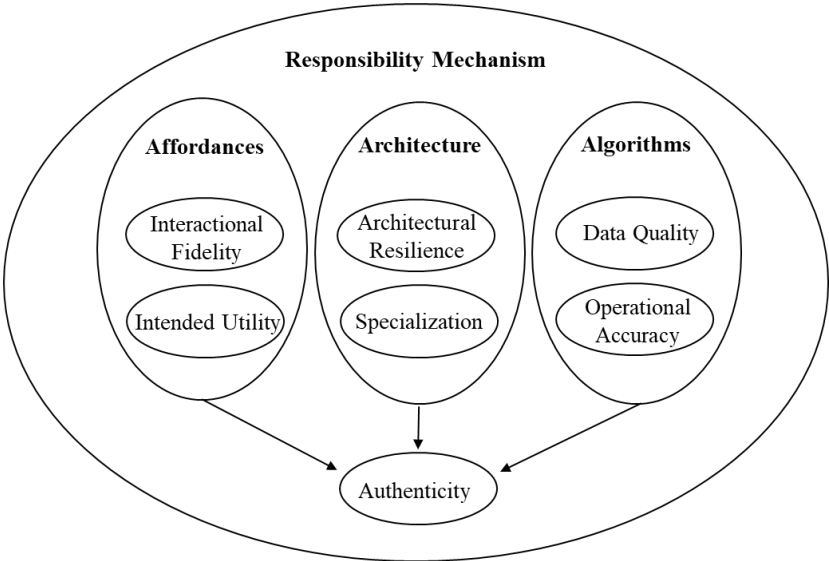 Responsibility Mechanism
Affordances
Interactional
Fidelity
Intended Utility
Architecture
Architectural
Resilience
Specialization
Algorithms
Data Quality
Operational
Accuracy
Authenticity